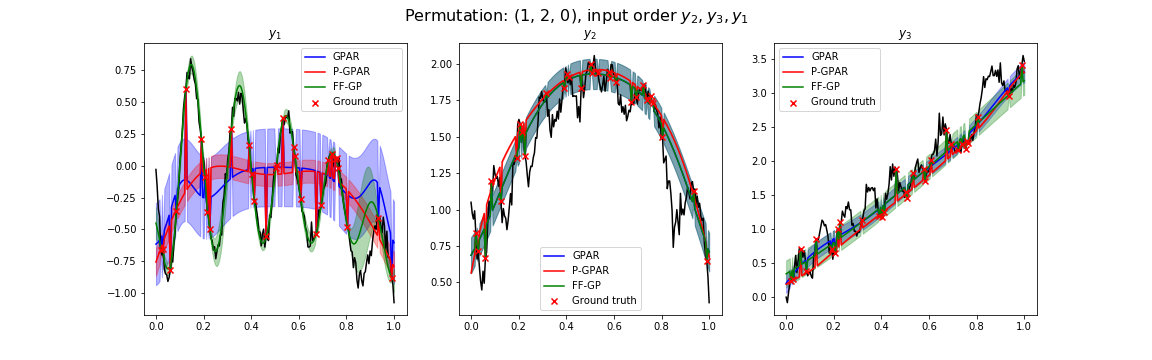 Permutation: (1, 2, 0), input order y₂, y₃, y₁
y₁
y₂
y₃
GPAR
P-GPAR
FF-GP
Ground truth
0.75
0.50
0.25
0.00
−0.25
−0.50
−0.75
−1.00
0.0 0.2 0.4 0.6 0.8 1.0
GPAR
P-GPAR
FF-GP
Ground truth
2.00
1.75
1.50
1.25
1.00
0.75
0.50
0.0 0.2 0.4 0.6 0.8 1.0
GPAR
P-GPAR
FF-GP
Ground truth
3.5
3.0
2.5
2.0
1.5
1.0
0.5
0.0
0.0 0.2 0.4 0.6 0.8 1.0